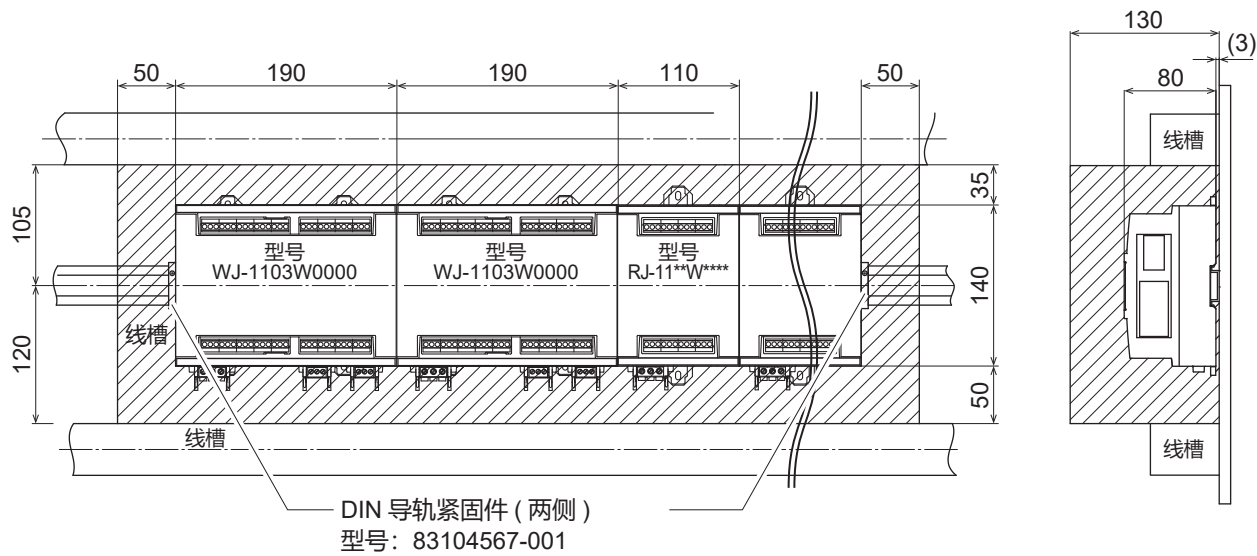 50
190
190
110
50
130
(3)
80
线槽
35
105
型号
WJ-1103W0000
型号
WJ-1103W0000
型号
RJ-11**W****
140
线槽
120
50
线槽
线槽
DIN 导轨紧固件 ( 两侧 )
型号：83104567-001